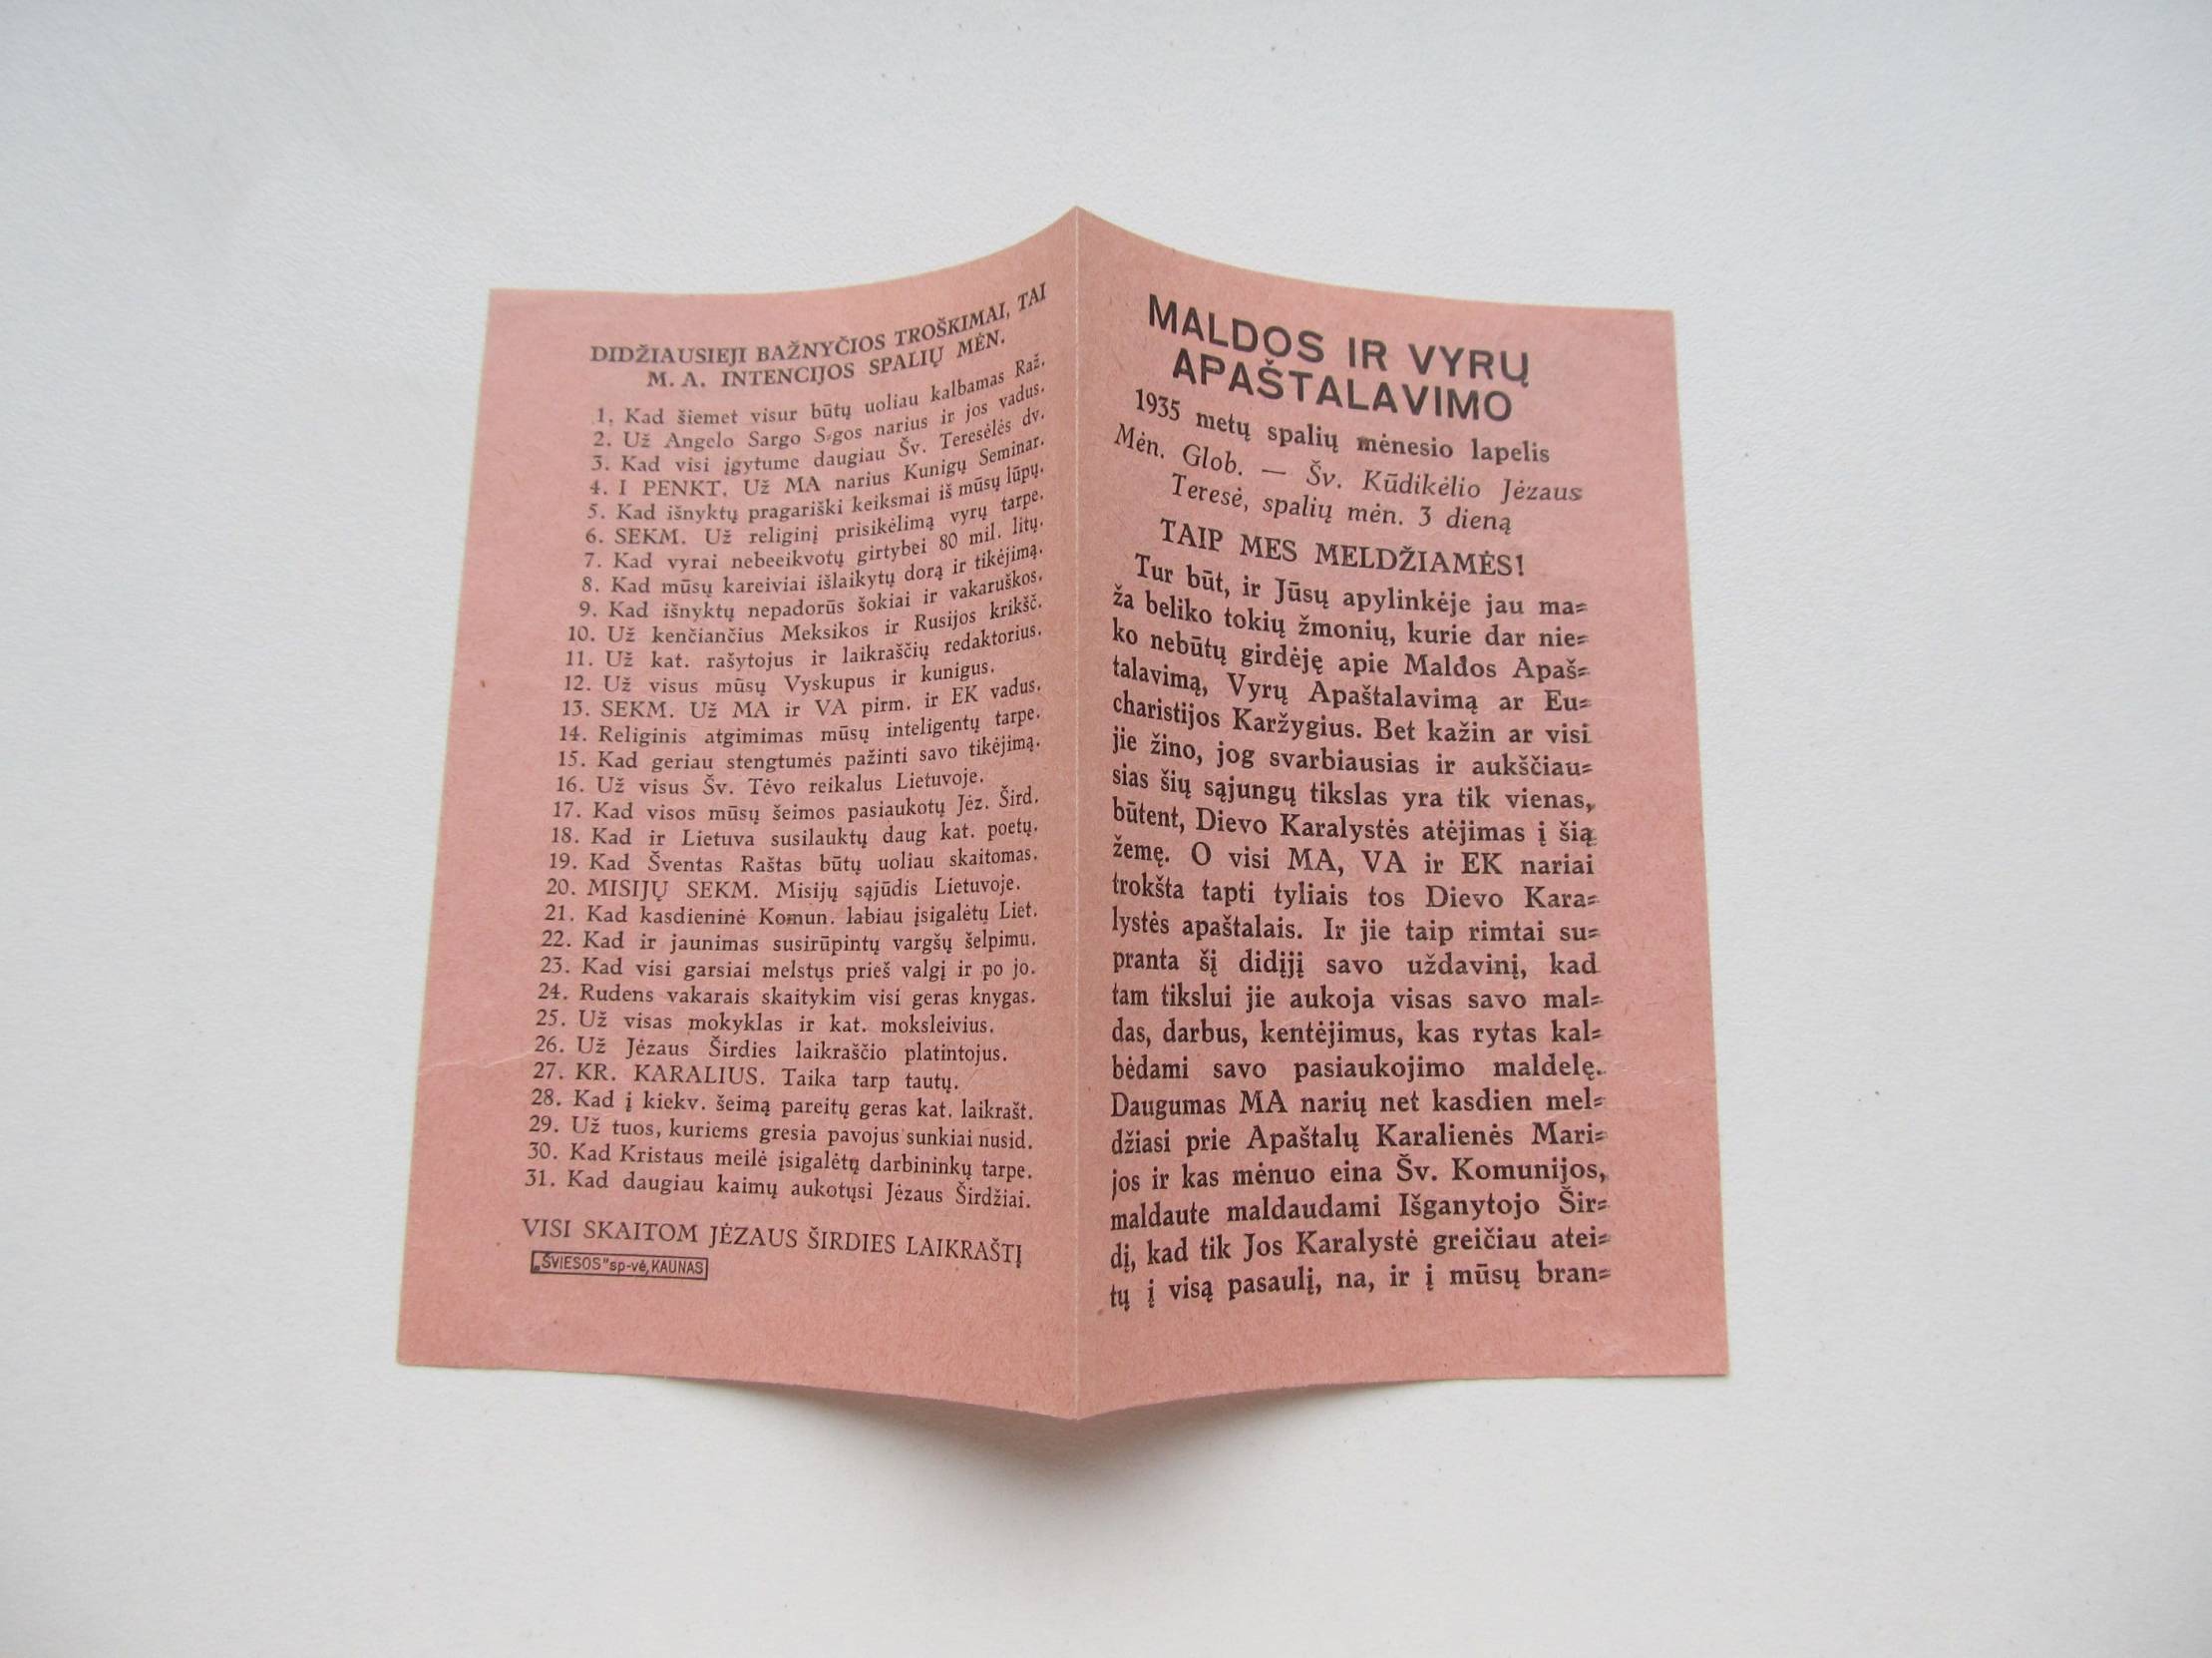 DIDŽIAUSIEJI BAŽNYČIOS TROŠKIMAI, TAI
M. A. INTENCIJOS SPALIŲ MĖN.
1, Kad šiemet visur būtų uoliau kalbamas Raž.
2. Už Angelo Sargo S-gos narius ir jos vadus.
3. Kad visi įgytume daugiau Šv. Teresėlės dv.
4. I PENKT. Už MA narius Kunigų Seminar.
5. Kad išnyktų pragariški keiksmai iš mūsų lūpų.
6. SEKM. Už religinį prisikėlimą vyrų tarpe.
7. Kad vyrai nebeeikvotų girtybei 80 mil. litų.
8. Kad mūsų kareiviai išlaikytų dorą ir tikėjimą.
9. Kad išnyktų nepadorūs šokiai ir vakaruškos.
10. Už kenčiančius Meksikos ir Rusijos krikšč.
11. Už kat. rašytojus ir laikraščių redaktorius.
12. Už visus mūsų Vyskupus ir kunigus.
13. SEKM. Už MA ir VA pirm. ir EK vadus.
14. Religinis atgimimas mūsų inteligentų tarpe.
15. Kad geriau stengtumės pažinti savo tikėjimą.
16. Už visus Šv. Tėvo reikalus Lietuvoje.
17. Kad visos mūsų šeimos pasiaukotų Jėz. Šird.
18. Kad ir Lietuva susilauktų daug kat. poetų.
19. Kad Šventas Raštas būtų uoliau skaitomas.
20. MISIJŲ SEKM. Misijų sąjūdis Lietuvoje.
21. Kad kasdieninė Komun. labiau įsigalėtų Liet.
22. Kad ir jaunimas susirūpintų vargšų šelpimu.
23. Kad visi garsiai melstųs prieš valgį ir po jo.
24. Rudens vakarais skaitykim visi geras knygas.
25. Už visas mokyklas ir kat. moksleivius.
26. Už Jėzaus Širdies laikraščio platintojus.
27. KR. KARALIUS. Taika tarp tautų.
28. Kad į kiekv. šeimą pareitų geras kat. laikrašt.
29. Už tuos, kuriems gresia pavojus sunkiai nusid.
30. Kad Kristaus meilė įsigalėtų darbininkų tarpe.
31. Kad daugiau kaimų aukotųsi Jėzaus Širdžiai.
VISI SKAITOM JĖZAUS ŠIRDIES LAIKRAŠTĮ
„ŠVIESOS" sp-vė, KAUNAS
MALDOS IR VYRŲ
APAŠTALAVIMO
1935 metų spalių mėnesio lapelis
Mėn. Glob. — Šv. Kūdikėlio Jėzaus
Teresė, spalių mėn. 3 dieną
TAIP MES MELDŽIAMĖS!
Tur būt, ir Jūsų apylinkėje jau ma=
ža beliko tokių žmonių, kurie dar nie=
ko nebūtų girdėję apie Maldos Apaš=
talavimą, Vyrų Apaštalavimą ar Eu=
charistijos Karžygius. Bet kažin ar visi
jie žino, jog svarbiausias ir aukščiau=
sias šių sąjungų tikslas yra tik vienas,
būtent, Dievo Karalystės atėjimas į šią
žemę. O visi MA, VA ir EK nariai
trokšta tapti tyliais tos Dievo Kara=
lystės apaštalais. Ir jie taip rimtai su=
pranta šį didįjį savo uždavinį, kad
tam tikslui jie aukoja visas savo mal=
das, darbus, kentėjimus, kas rytas kal=
bėdami savo pasiaukojimo maldelę.
Daugumas MA narių net kasdien mel=
džiasi prie Apaštalų Karalienės Mari=
jos ir kas mėnuo eina Šv. Komunijos,
maldaute maldaudami Išganytojo Šir=
dį, kad tik Jos Karalystė greičiau atei=
tų į visą pasaulį, na, ir į mūsų bran=